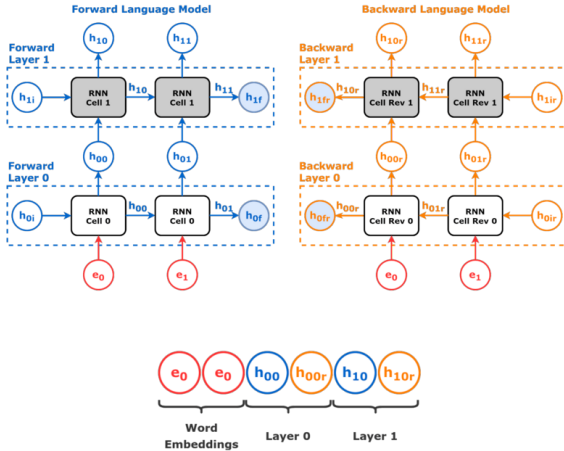 Forward Language Model
Backward Language Model
h10 h11
h10r h11r
Forward
Layer 1
Backward
Layer 1
h1i RNN Cell 1 h10 RNN Cell 1 h11 h1f
h1fr h10r RNN Cell Rev 1 h11r RNN Cell Rev 1 h1ir
h00 h01
h00r h01r
Forward
Layer 0
Backward
Layer 0
h0i RNN Cell 0 h00 RNN Cell 0 h01 h0f
h0fr h00r RNN Cell Rev 0 h01r RNN Cell Rev 0 h0ir
e0 e1
e0 e1
e0 e0 h00 h00r h10 h10r
Word
Embeddings
Layer 0
Layer 1